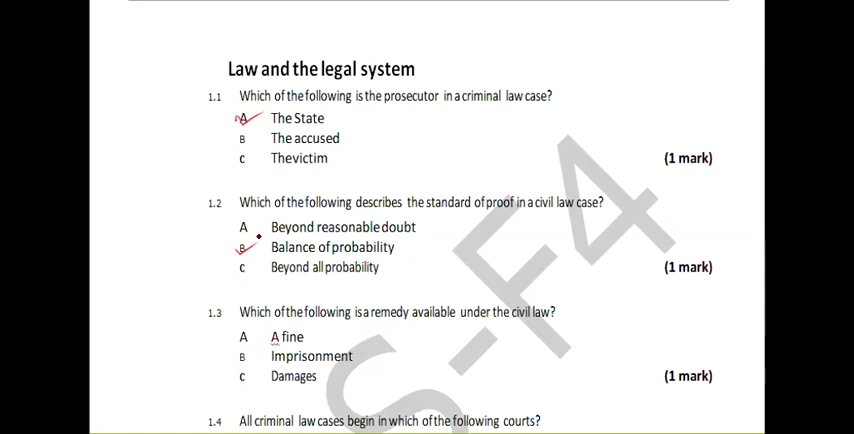 Law and the legal system
1.1 Which of the following is the prosecutor in a criminal law case?
A The State
B The accused
C The victim (1 mark)
1.2 Which of the following describes the standard of proof in a civil law case?
A Beyond reasonable doubt
B Balance of probability
C Beyond all probability (1 mark)
1.3 Which of the following is a remedy available under the civil law?
A A fine
B Imprisonment
C Damages (1 mark)
1.4 All criminal law cases begin in which of the following courts?
S-F4